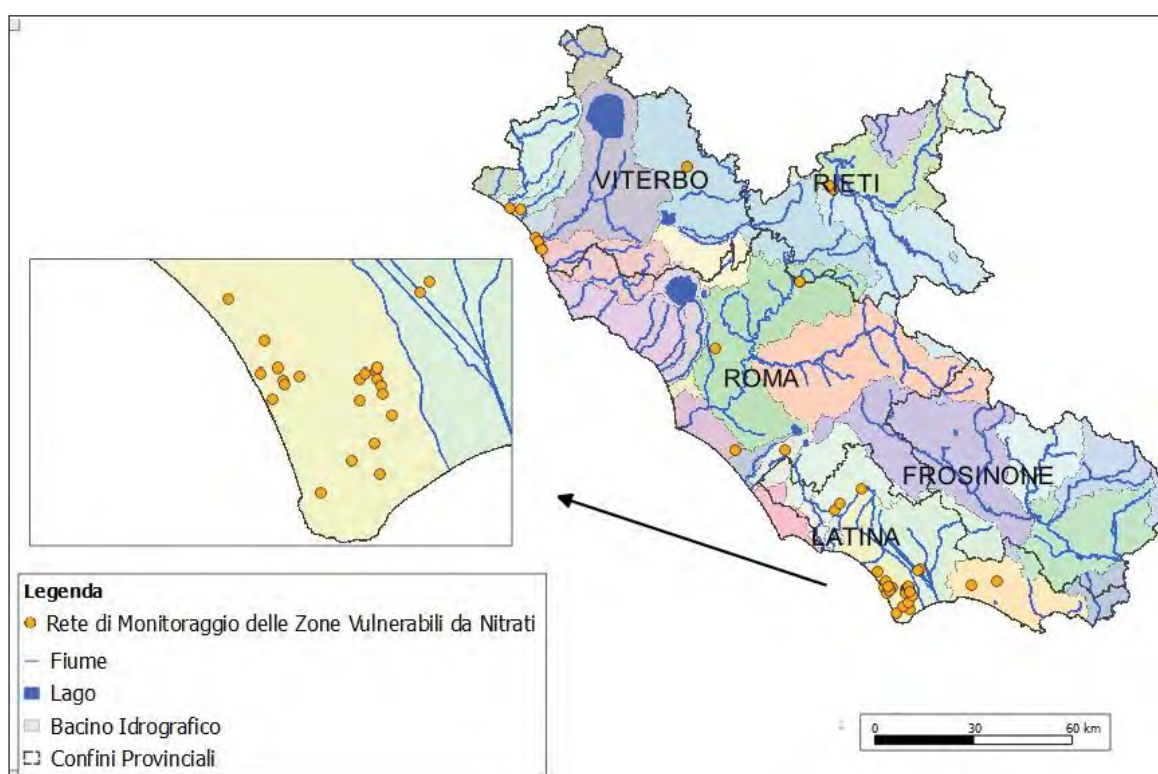 VITERBO
RIETI
ROMA
FROSINONE
LATINA
Legenda
Rete di Monitoraggio delle Zone Vulnerabili da Nitrati
Fiume
Lago
Bacino Idrografico
Confini Provinciali
0 30 60 km